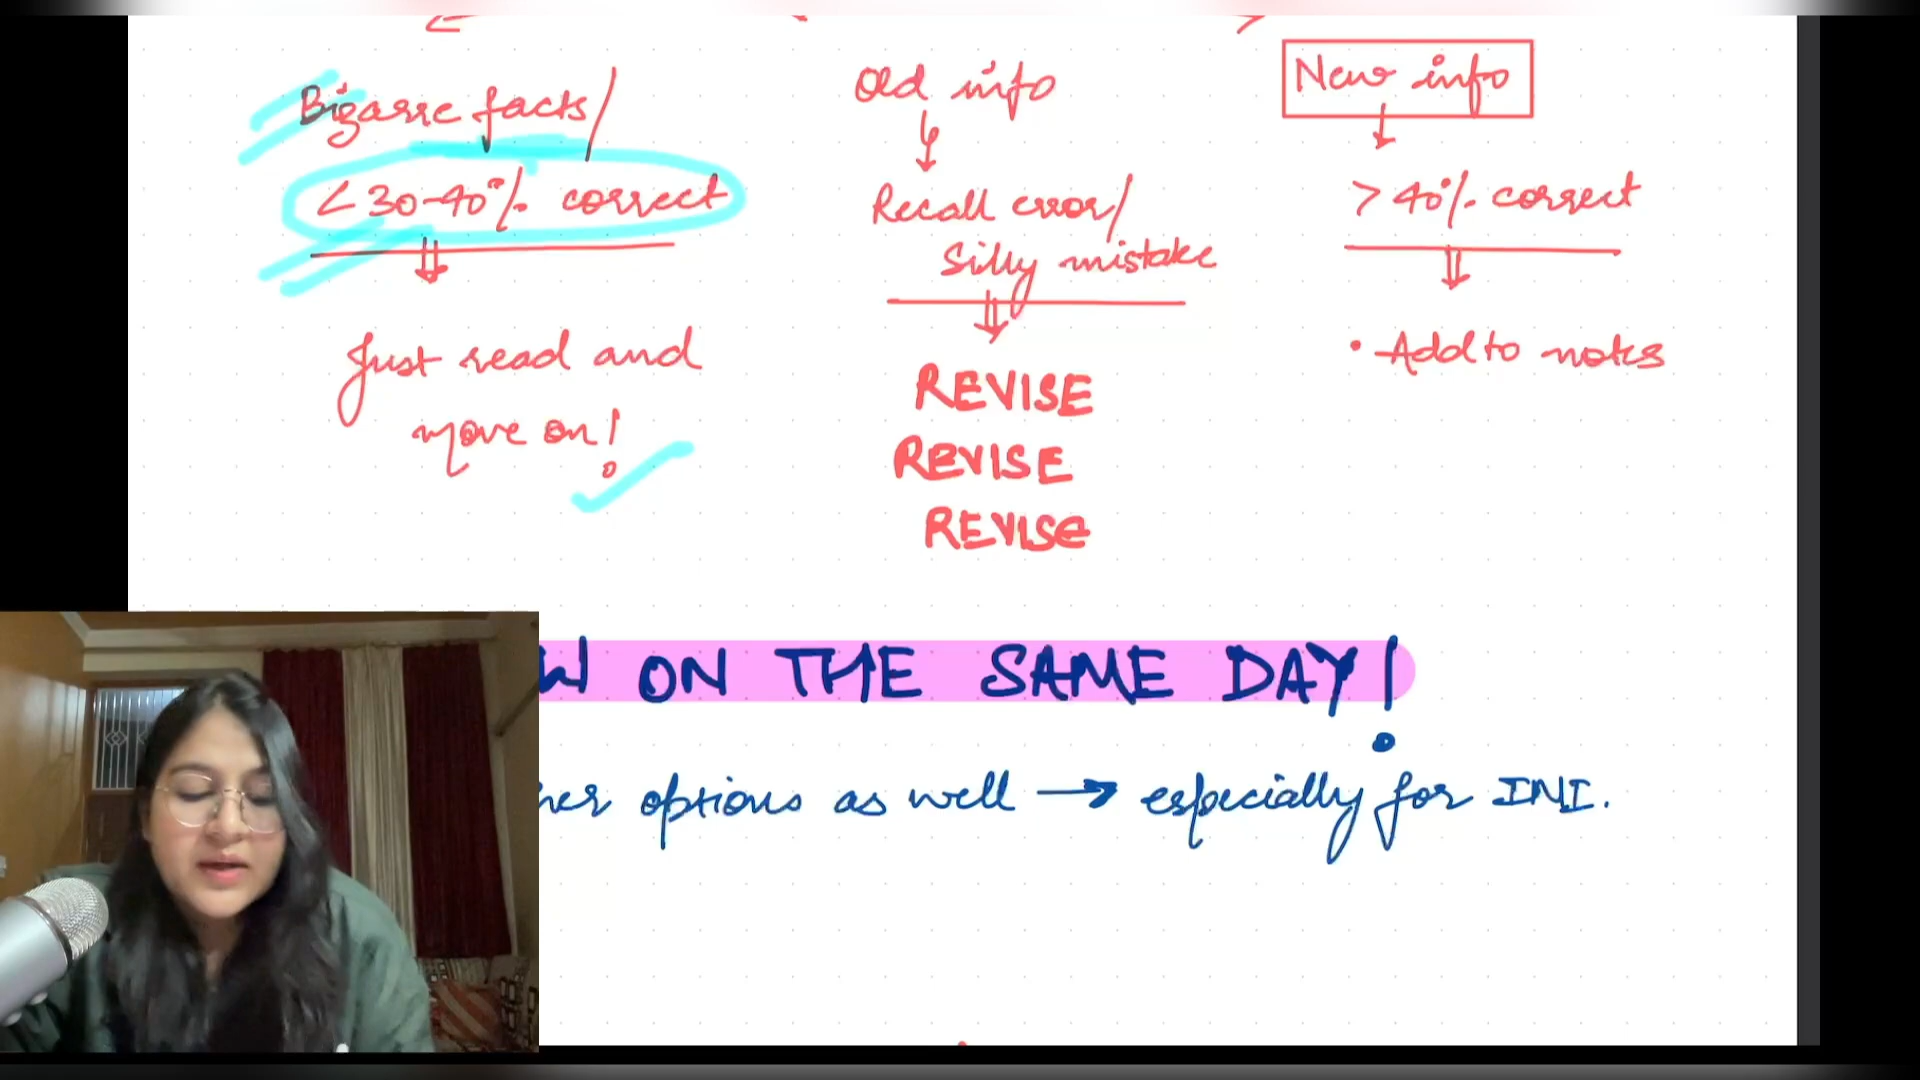 Bizarre facts/
<30-40% correct
Just read and
move on!
Old info
Recall error/
Silly mistake
REVISE
REVISE
REVISE
New info
>40% correct
• Add to notes
ON THE SAME DAY!
options as well → especially for INI.